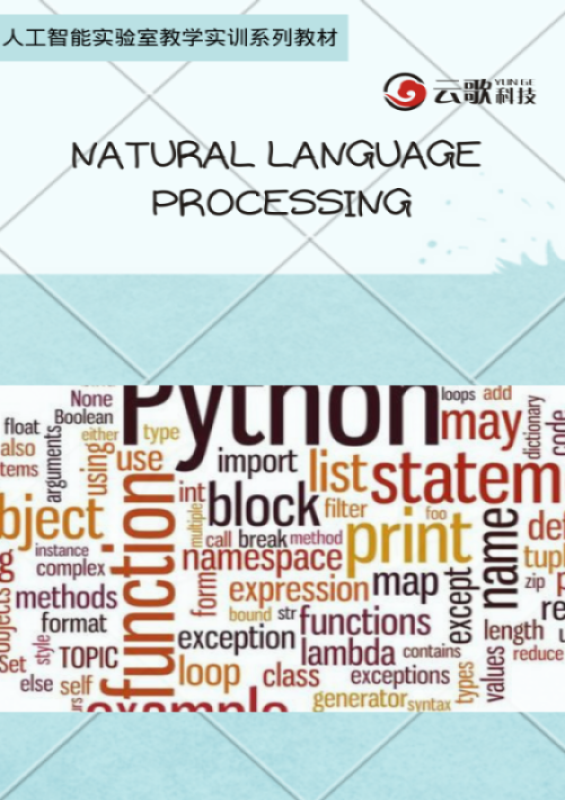 人工智能实验室教学实训系列教材
云歌 YUN GE 科技
NATURAL LANGUAGE
PROCESSING
Python
loops
add
None
float
Boolean
arguments
either
type
also
tems
using
use
import
may
dictionary
code
list
statem
int
block
filter
bject
multiple
function
call
break
method
foo
print
name
def
gg
instance
complex
namespace
tupl
zip
methods
form
expression
map
except
objects
format
bound
str
functions
re
exception
length
style
TOPIC
lambda
contains
reduce
Set
loop
class
exceptions
types
values
else
self
generator
syntax
example